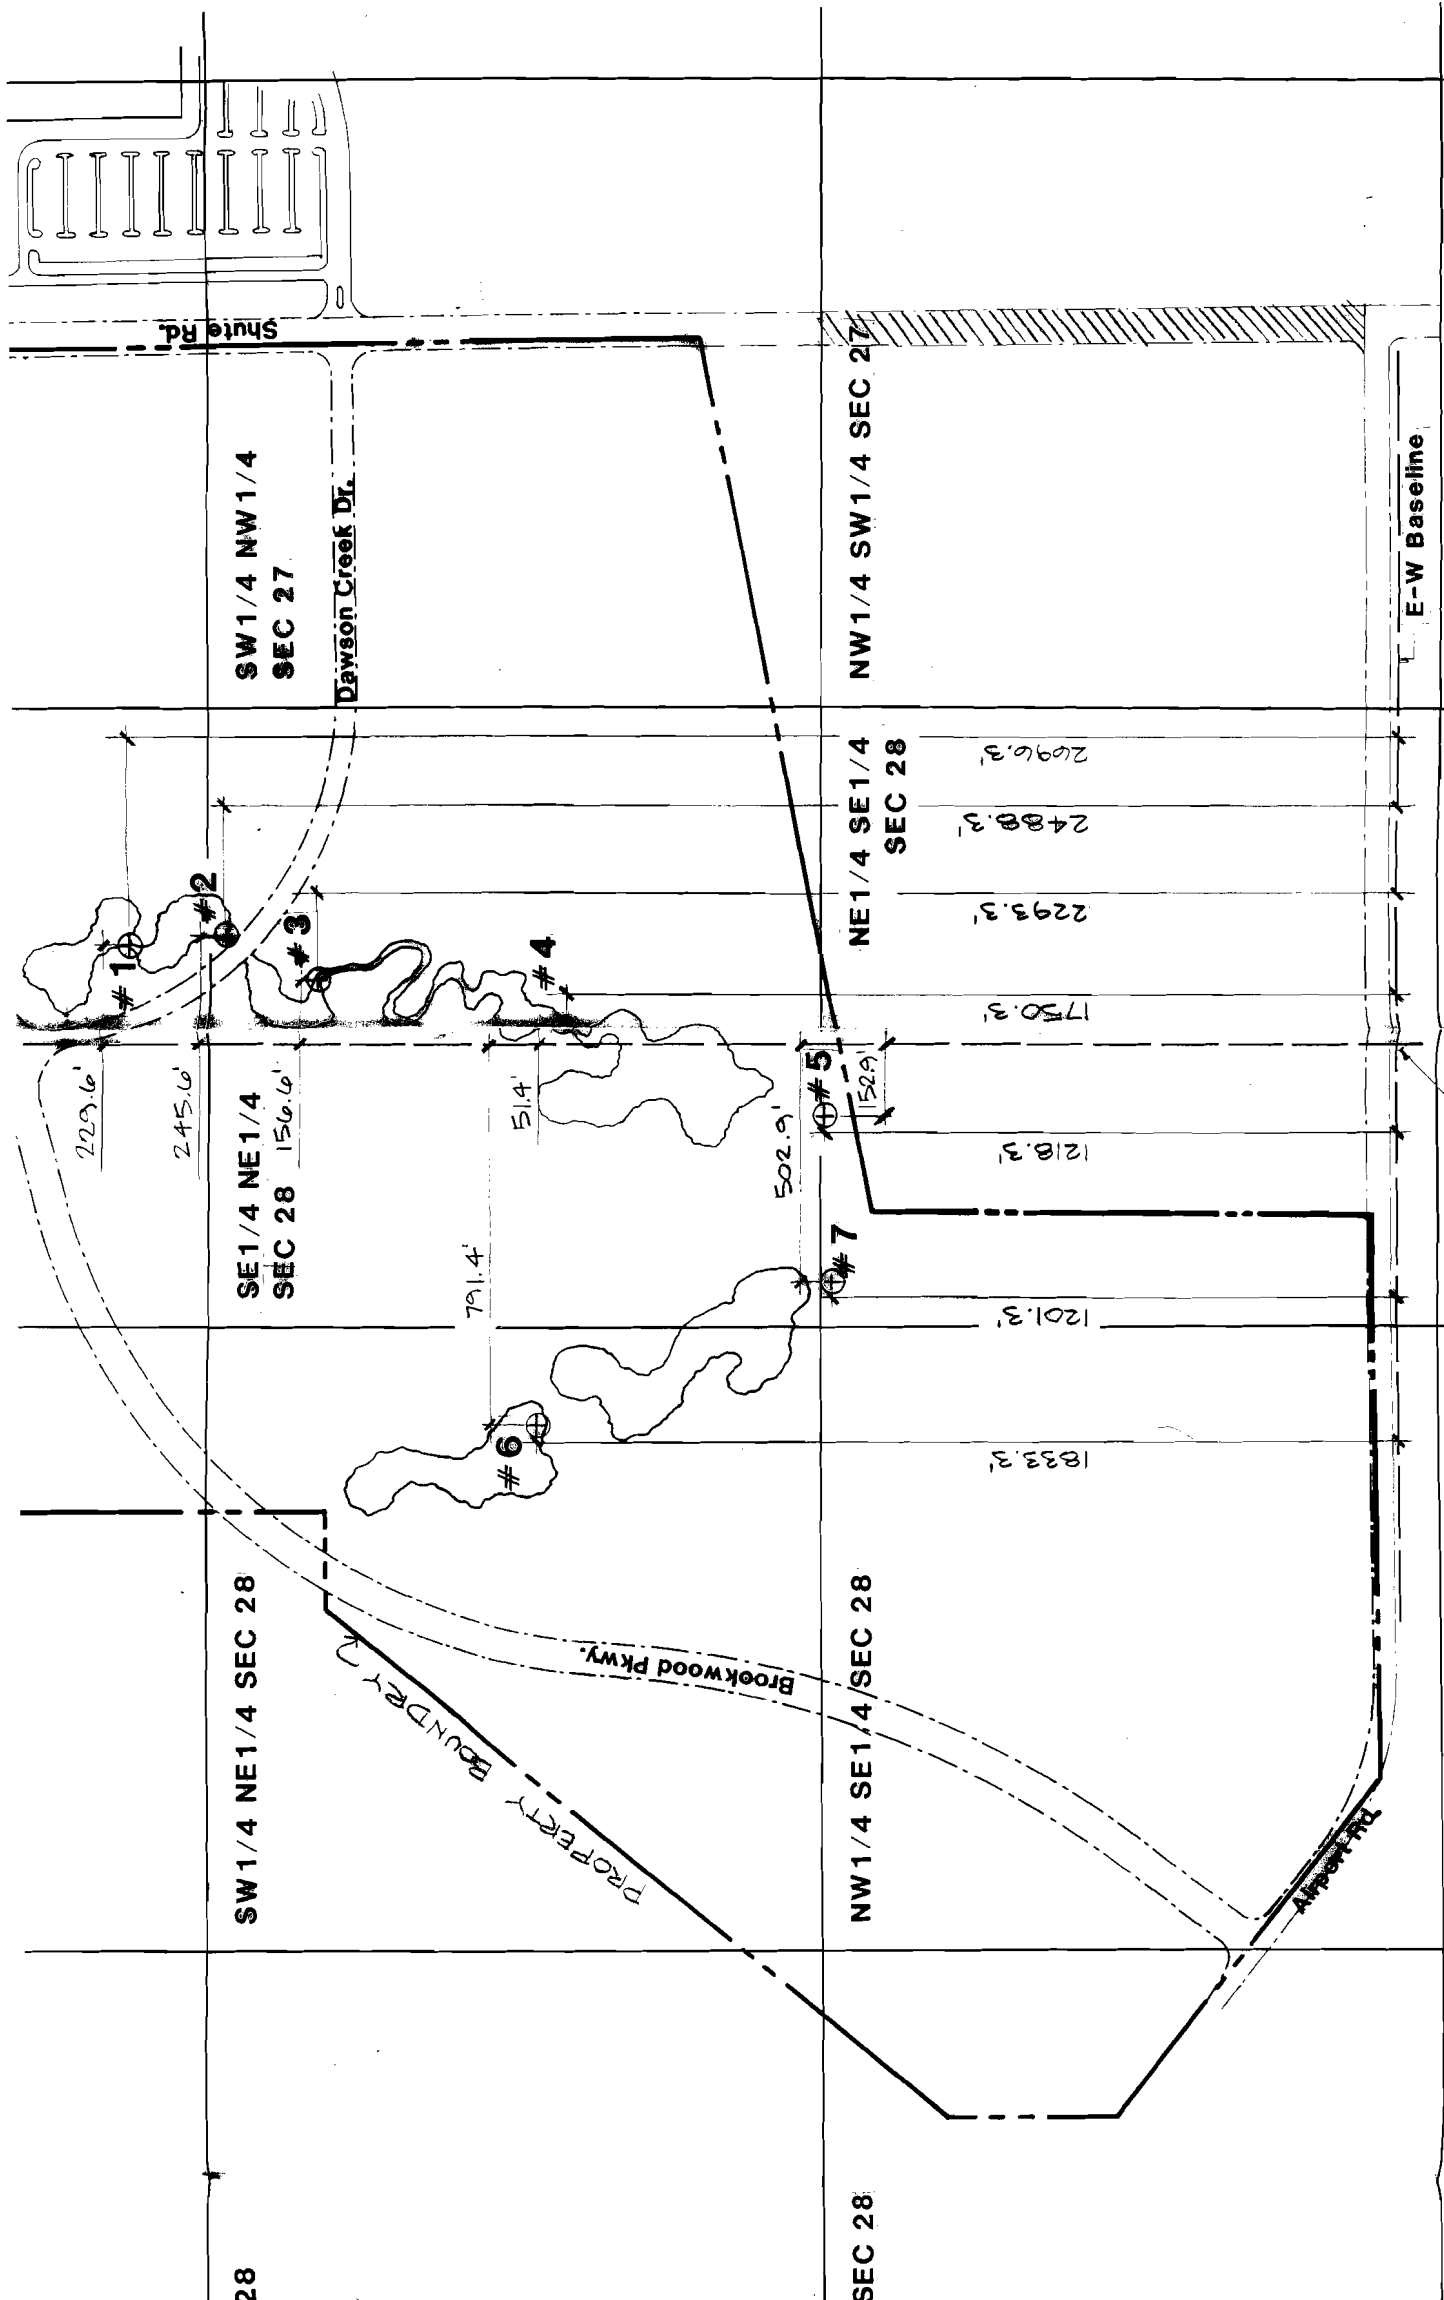 Shute Rd.
SW1/4 NW1/4
SEC 27
Dawson Creek Dr.
NW1/4 SW1/4 SEC 27
E-W Baseline
NE1/4 SE1/4
SEC 28
2696.3'
2488.3'
2293.3'
1750.3'
#1
#2
#3
#4
#5
229.6'
245.6'
156.6'
51.4'
502.9'
152.9'
1218.3'
SE1/4 NE1/4
SEC 28
791.4'
#7
1201.3'
#6
1833.3'
SW1/4 NE1/4 SEC 28
PROPERTY BOUNDRY
Brookwood Pkwy.
NW1/4 SE1/4 SEC 28
Airport Rd.
28
SEC 28